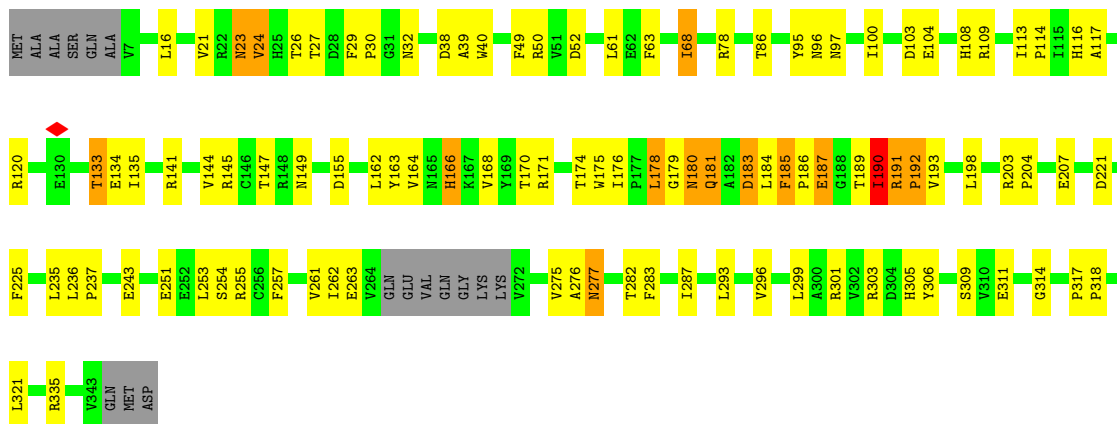 MET ALA ALA SER GLN ALA V7 L16 V21 R22 N23 V24 H25 T26 T27 D28 F29 P30 G31 N32 D38 A39 W40 F49 R50 V51 D52 L61 E62 F63 I68 R78 T86 Y95 N96 N97 I100 D103 E104 H108 R109 I113 P114 I115 H116 A117
R120 E130 T133 E134 I135 R141 V144 R145 C146 T147 R148 N149 D155 L162 Y163 V164 N165 H166 K167 V168 Y169 T170 R171 T174 W175 I176 P177 L178 G179 N180 Q181 A182 D183 L184 F185 P186 E187 G188 T189 I190 R191 P192 V193 L198 R203 P204 E207 D221
F225 L235 L236 P237 E243 E251 E252 L253 S254 R255 C256 F257 V261 I262 E263 V264 GLN GLU VAL GLN GLY LYS LYS V272 V275 A276 N277 T282 F283 I287 L293 V296 L299 A300 R301 V302 R303 D304 H305 Y306 S309 V310 E311 G314 P317 P318
L321 R335 V343 GLN MET ASP